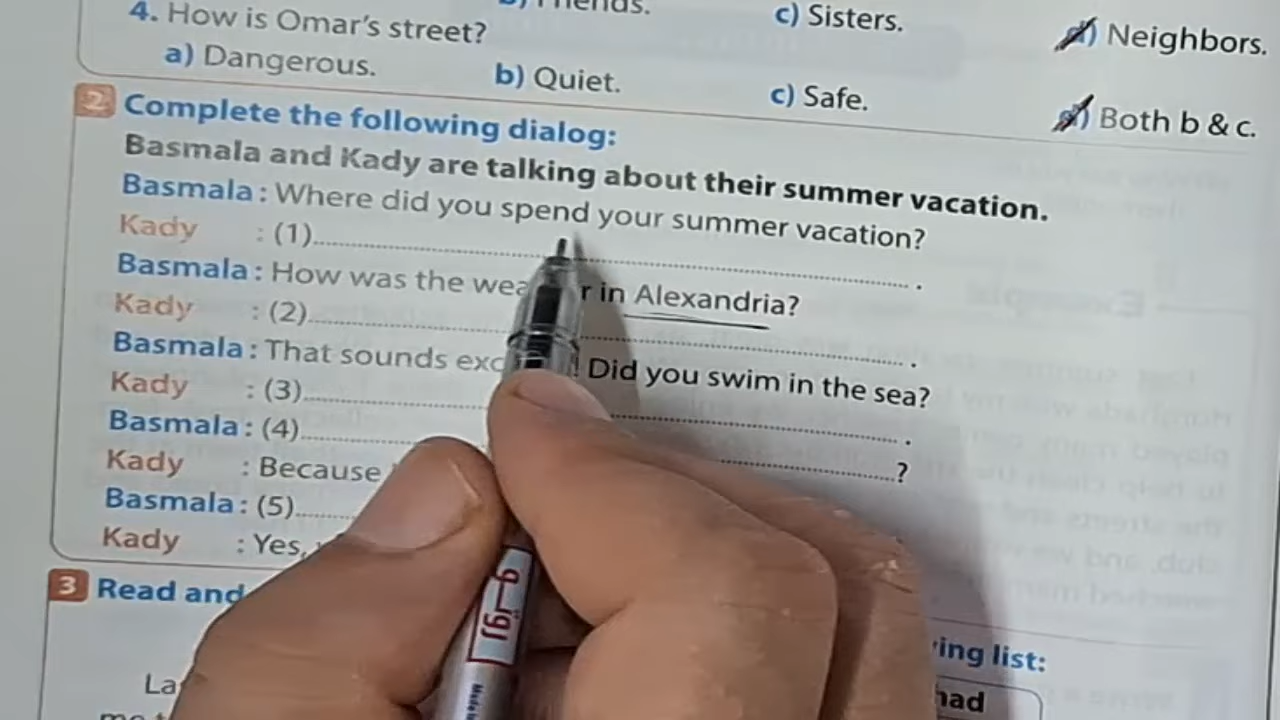 4. How is Omar's street?
c) Sisters.
d) Neighbors.
a) Dangerous.
b) Quiet.
c) Safe.
d) Both b & c.
2 Complete the following dialog:
Basmala and Kady are talking about their summer vacation.
Basmala : Where did you spend your summer vacation?
Kady : (1).......................................................... .
Basmala : How was the in Alexandria?
Kady : (2).......................................................... .
Basmala : That sounds ! Did you swim in the sea?
Kady : (3).......................................................... .
Basmala : (4)..........................................................?
Kady : Because
Basmala : (5)..........
Kady : Yes,
3 Read and
list:
had
روتـو